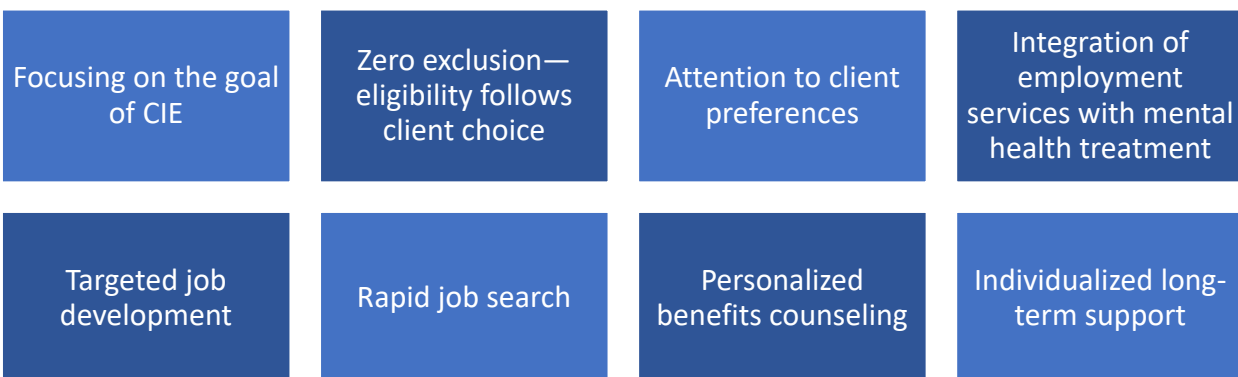 Focusing on the goal
of CIE
Zero exclusion—
eligibility follows
client choice
Attention to client
preferences
Integration of
employment
services with mental
health treatment
Targeted job
development
Rapid job search
Personalized
benefits counseling
Individualized long-
term support